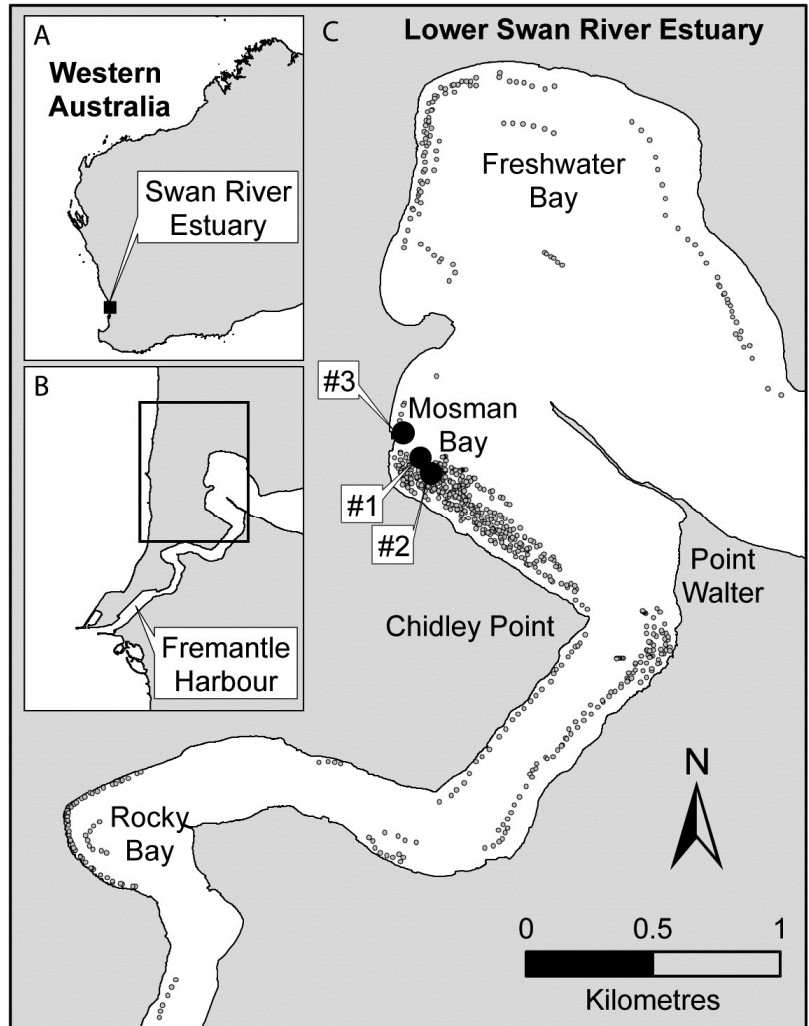 A
Western
Australia
Swan River
Estuary
B
Fremantle
Harbour
C
Lower Swan River Estuary
Freshwater
Bay
#3
Mosman
Bay
#1
#2
Point
Walter
Chidley Point
Rocky
Bay
N
0 0.5 1
Kilometres